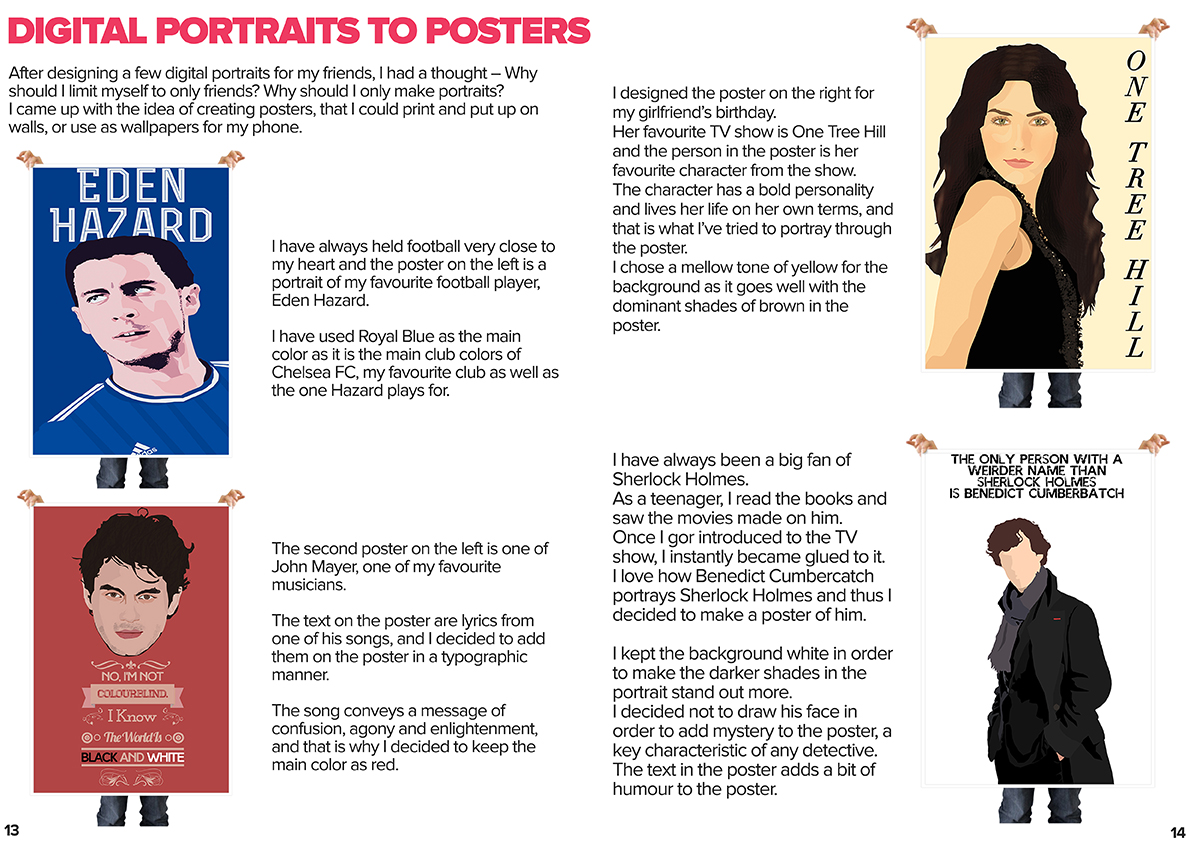 DIGITAL PORTRAITS TO POSTERS
After designing a few digital portraits for my friends, I had a thought – Why
should I limit myself to only friends? Why should I only make portraits?
I came up with the idea of creating posters, that I could print and put up on
walls, or use as wallpapers for my phone.
EDEN
HAZARD
adidas
I have always held football very close to
my heart and the poster on the left is a
portrait of my favourite football player,
Eden Hazard.
I have used Royal Blue as the main
color as it is the main club colors of
Chelsea FC, my favourite club as well as
the one Hazard plays for.
NO, I'M NOT
COLOURBLIND.
I Know
The World Is
BLACK AND WHITE
The second poster on the left is one of
John Mayer, one of my favourite
musicians.
The text on the poster are lyrics from
one of his songs, and I decided to add
them on the poster in a typographic
manner.
The song conveys a message of
confusion, agony and enlightenment,
and that is why I decided to keep the
main color as red.
13
I designed the poster on the right for
my girlfriend's birthday.
Her favourite TV show is One Tree Hill
and the person in the poster is her
favourite character from the show.
The character has a bold personality
and lives her life on her own terms, and
that is what I've tried to portray through
the poster.
I chose a mellow tone of yellow for the
background as it goes well with the
dominant shades of brown in the
poster.
ONE TREE HILL
I have always been a big fan of
Sherlock Holmes.
As a teenager, I read the books and
saw the movies made on him.
Once I gor introduced to the TV
show, I instantly became glued to it.
I love how Benedict Cumbercatch
portrays Sherlock Holmes and thus I
decided to make a poster of him.
I kept the background white in order
to make the darker shades in the
portrait stand out more.
I decided not to draw his face in
order to add mystery to the poster, a
key characteristic of any detective.
The text in the poster adds a bit of
humour to the poster.
THE ONLY PERSON WITH A
WEIRDER NAME THAN
SHERLOCK HOLMES
IS BENEDICT CUMBERBATCH
14